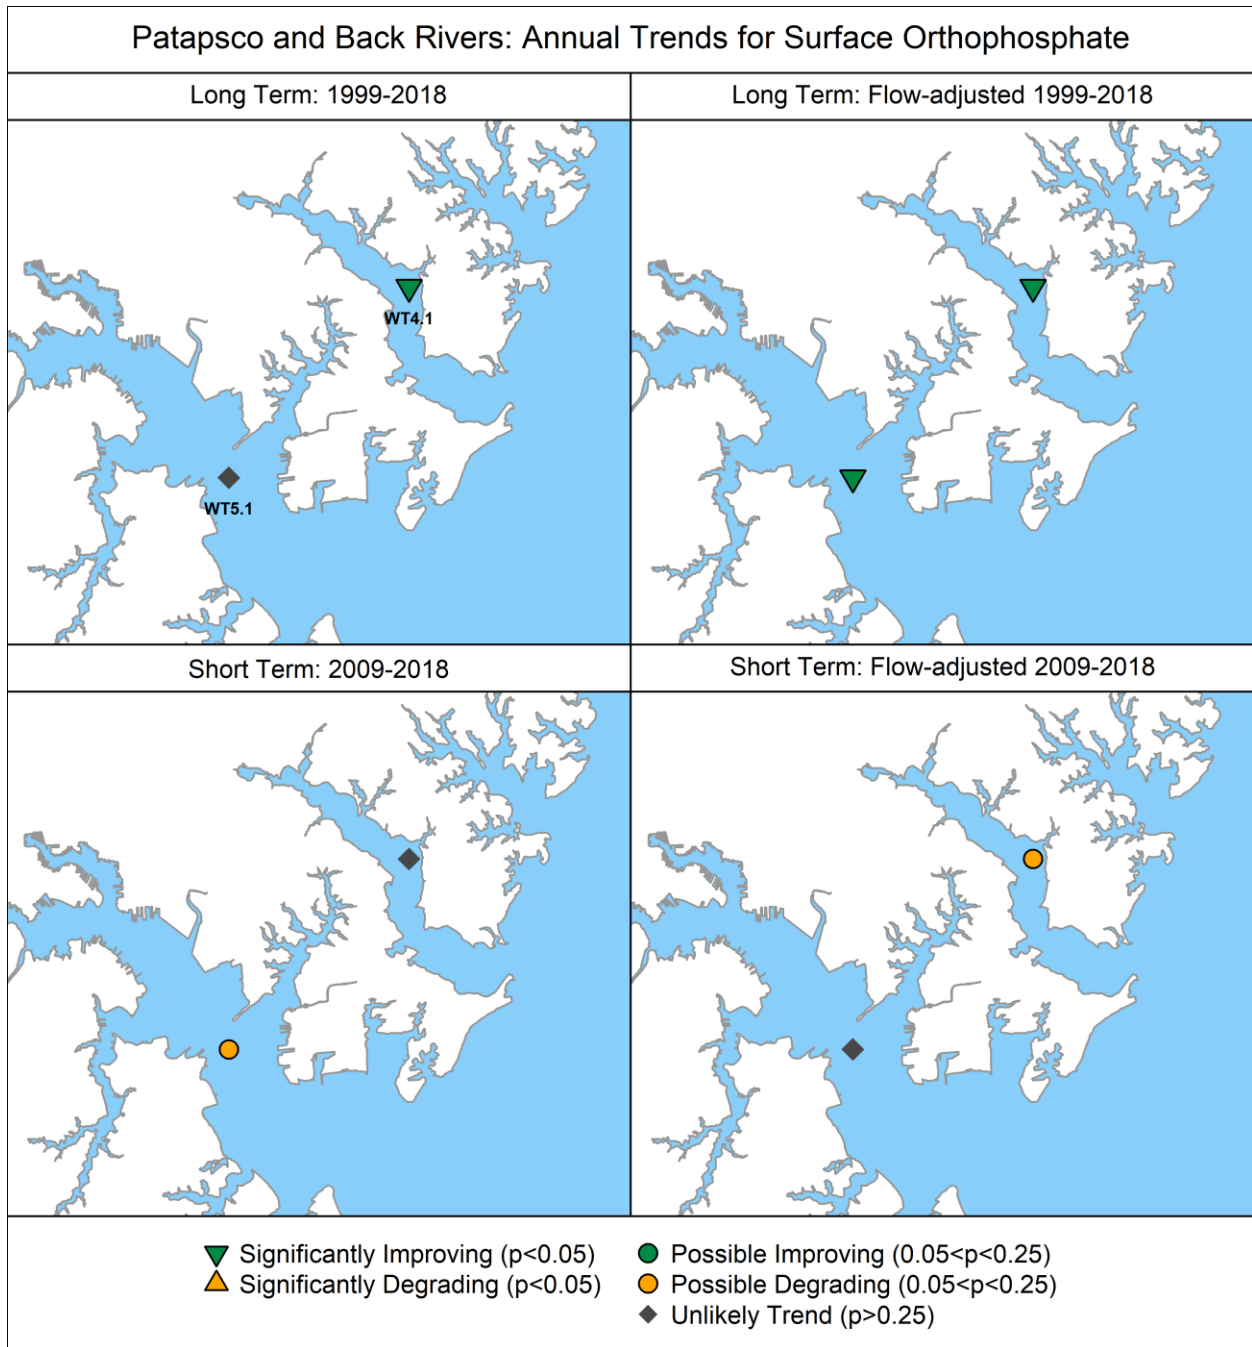 Patapsco and Back Rivers: Annual Trends for Surface Orthophosphate
Long Term: 1999-2018
Long Term: Flow-adjusted 1999-2018
WT4.1
WT5.1
Short Term: 2009-2018
Short Term: Flow-adjusted 2009-2018
Significantly Improving (p<0.05)
Possible Improving (0.05<p<0.25)
Significantly Degrading (p<0.05)
Possible Degrading (0.05<p<0.25)
Unlikely Trend (p>0.25)